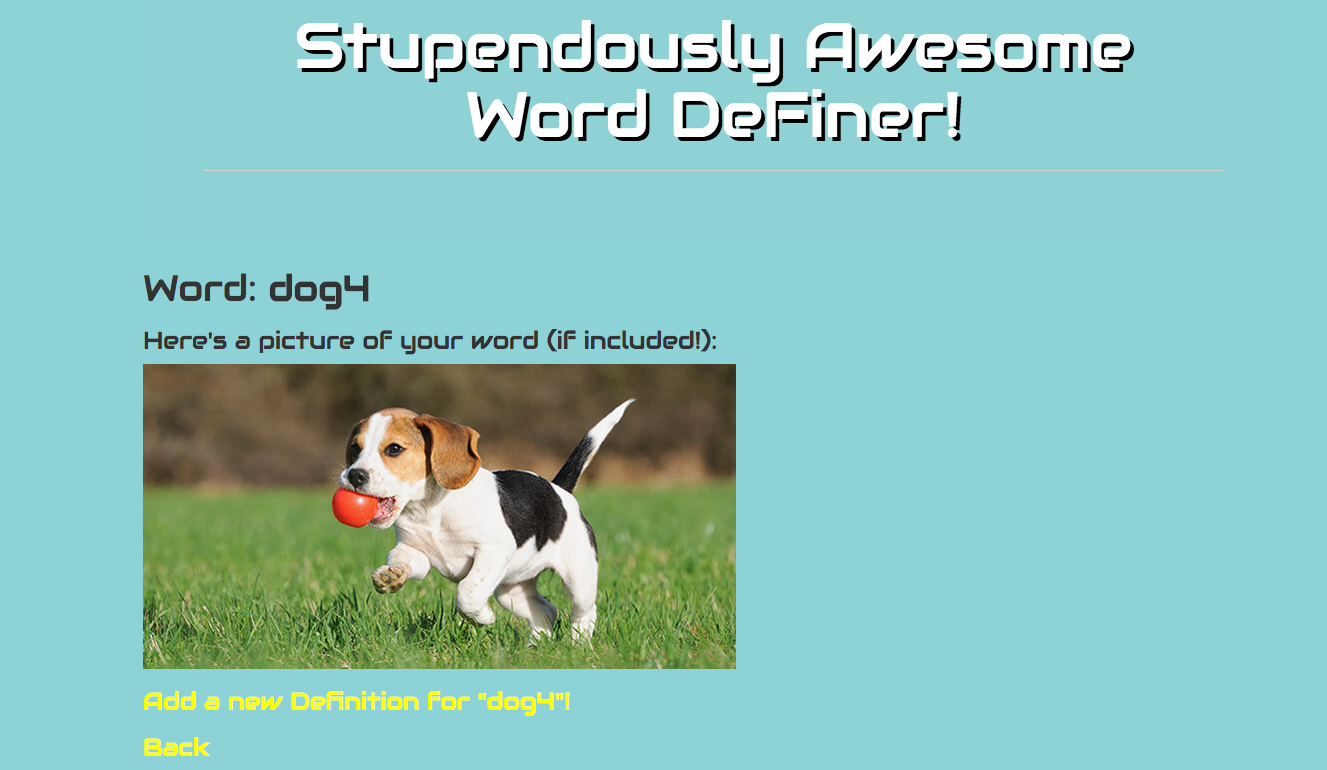 Stupendously Awesome
Word DeFiner!
Word: dog4
Here's a picture of your word (if included!):
Add a new Definition for "dog4"!
Back